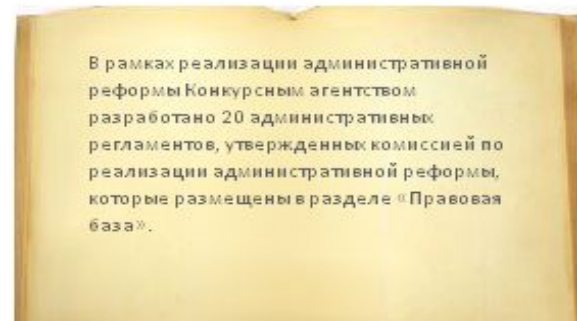 В рамках реализации административной
реформы Конкурсным агентством
разработано 20 административных
регламентов, утвержденных комиссией по
реализации административной реформы,
которые размещены в разделе «Правовая
база».